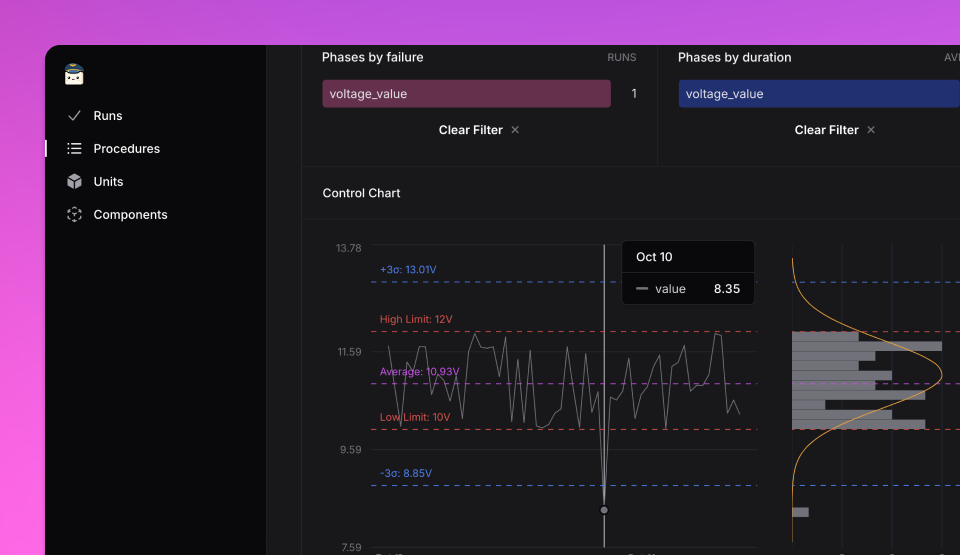 Phases by failure
RUNS
voltage_value
1
Clear Filter
Phases by duration
voltage_value
Clear Filter
Runs
Procedures
Units
Components
Control Chart
13.78
11.59
9.59
7.59
+3σ: 13.01V
High Limit: 12V
Average: 10.93V
Low Limit: 10V
-3σ: 8.85V
Oct 10
value 8.35